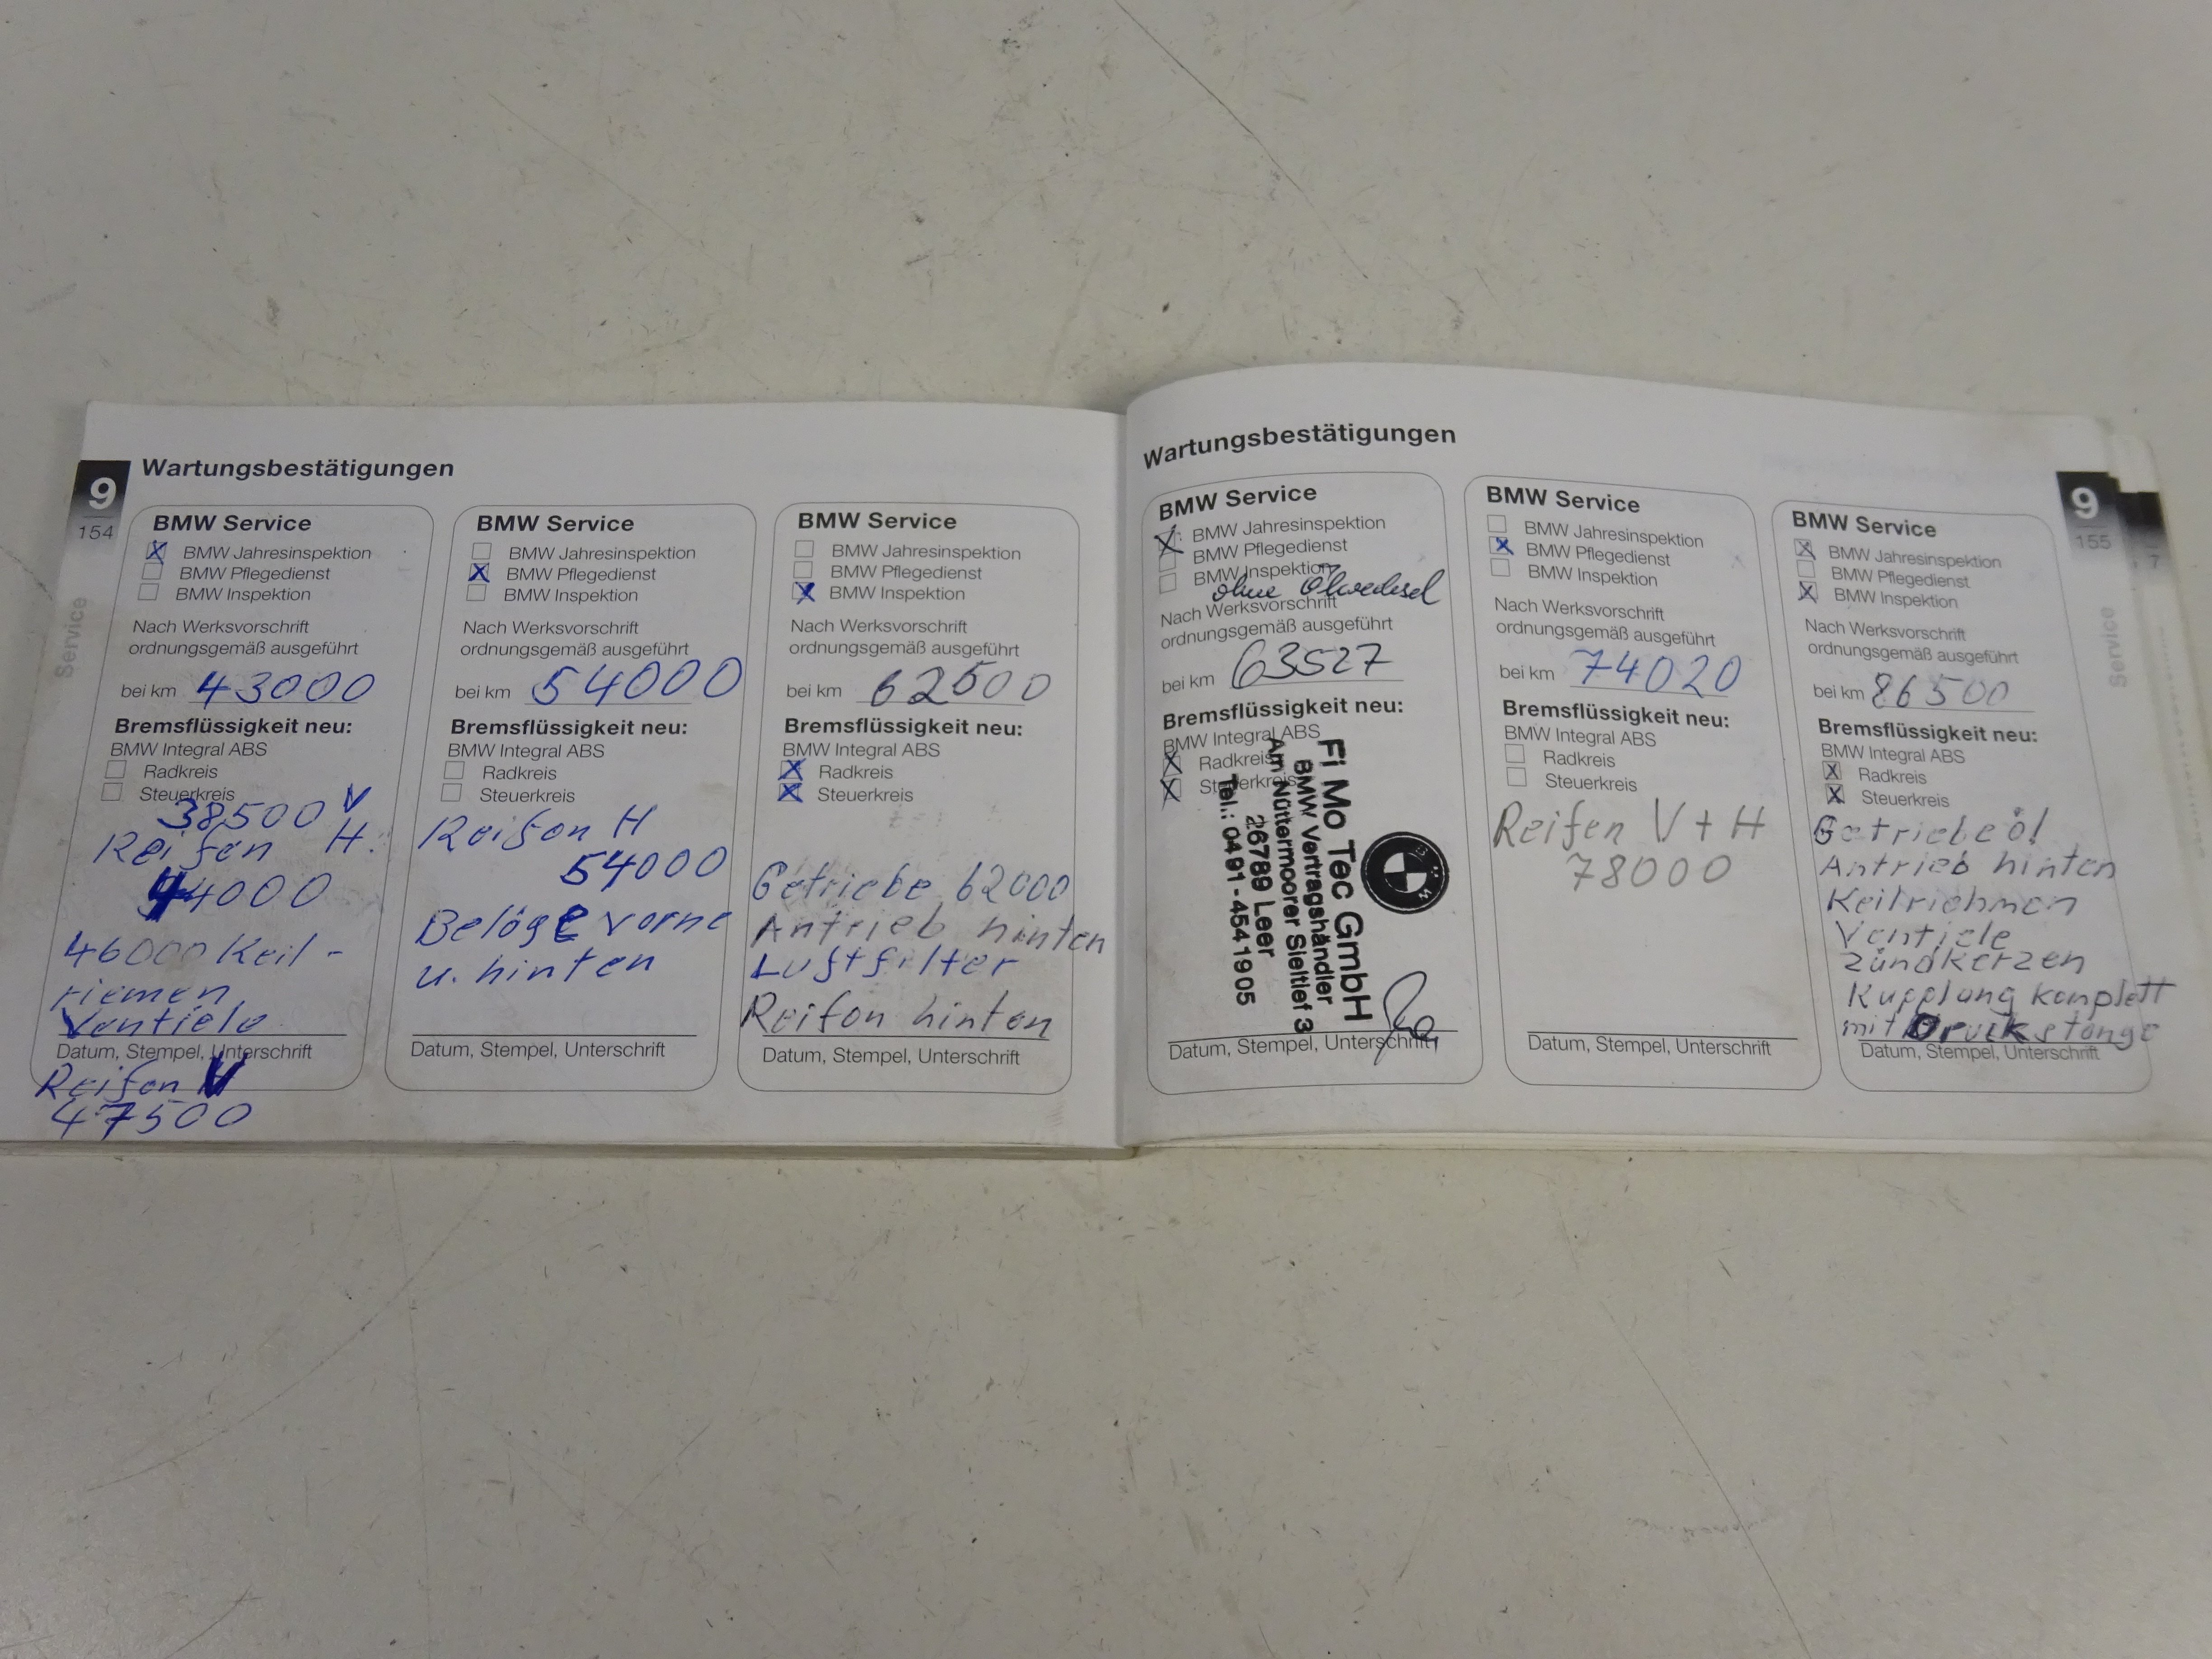 9
154
Service
Wartungsbestätigungen
BMW Service
BMW Jahresinspektion
BMW Pflegedienst
BMW Inspektion
Nach Werksvorschrift
ordnungsgemäß ausgeführt
bei km 43000
Bremsflüssigkeit neu:
BMW Integral ABS
Radkreis
Steuerkreis
38500 V
Reifen H.
44000
46000 Keil-
riemen
Ventiele
Datum, Stempel, Unterschrift
Reifen V
47500
BMW Service
BMW Jahresinspektion
BMW Pflegedienst
BMW Inspektion
Nach Werksvorschrift
ordnungsgemäß ausgeführt
bei km 54000
Bremsflüssigkeit neu:
BMW Integral ABS
Radkreis
Steuerkreis
Reifen H
54000
Beläge vorne
u. hinten
Datum, Stempel, Unterschrift
BMW Service
BMW Jahresinspektion
BMW Pflegedienst
BMW Inspektion
Nach Werksvorschrift
ordnungsgemäß ausgeführt
bei km 62500
Bremsflüssigkeit neu:
BMW Integral ABS
Radkreis
Steuerkreis
Getriebe 62000
Antrieb hinten
Luftfilter
Reifen hinten
Datum, Stempel, Unterschrift
Wartungsbestätigungen
BMW Service
BMW Jahresinspektion
BMW Pflegedienst
BMW Inspektion
ohne Ölwechsel
Nach Werksvorschrift
ordnungsgemäß ausgeführt
bei km 63527
Bremsflüssigkeit neu:
BMW Integral ABS
Radkreis
Steuerkreis
Fi Mo Tec GmbH
BMW Vertragshändler
Am Nüttermoorer Sieltief 3
26789 Leer
Tel.: 0491-4541905
BMW
Datum, Stempel, Unterschrift
BMW Service
BMW Jahresinspektion
BMW Pflegedienst
BMW Inspektion
Nach Werksvorschrift
ordnungsgemäß ausgeführt
bei km 74020
Bremsflüssigkeit neu:
BMW Integral ABS
Radkreis
Steuerkreis
Reifen V + H
78000
Datum, Stempel, Unterschrift
BMW Service
BMW Jahresinspektion
BMW Pflegedienst
BMW Inspektion
Nach Werksvorschrift
ordnungsgemäß ausgeführt
bei km 86500
Bremsflüssigkeit neu:
BMW Integral ABS
Radkreis
Steuerkreis
Getriebeöl
Antrieb hinten
Keilriehmen
Ventiele
Zündkerzen
Kupplung komplett
mit Druckstange
Datum, Stempel, Unterschrift
9
155
Service
7